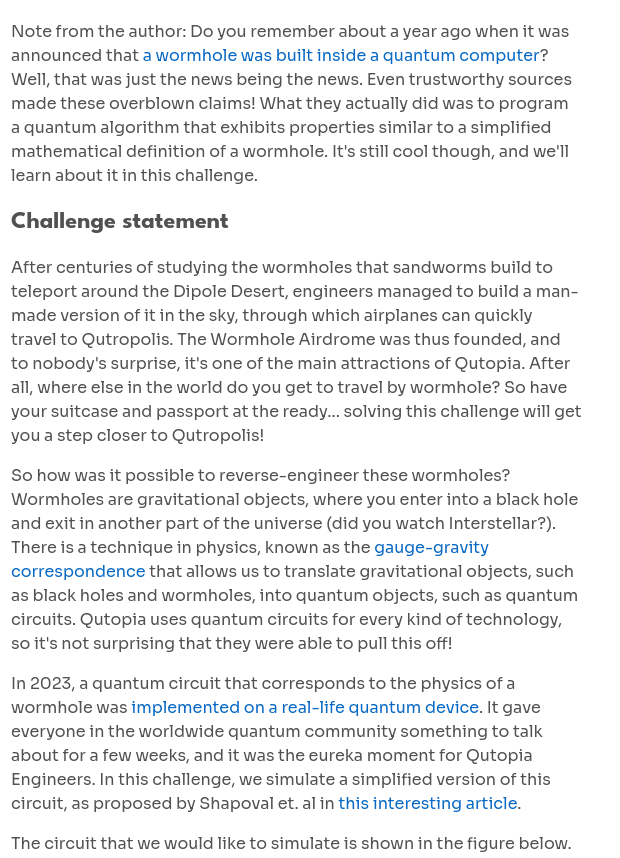 Note from the author: Do you remember about a year ago when it was
announced that a wormhole was built inside a quantum computer?
Well, that was just the news being the news. Even trustworthy sources
made these overblown claims! What they actually did was to program
a quantum algorithm that exhibits properties similar to a simplified
mathematical definition of a wormhole. It's still cool though, and we'll
learn about it in this challenge.
Challenge statement
After centuries of studying the wormholes that sandworms build to
teleport around the Dipole Desert, engineers managed to build a man-
made version of it in the sky, through which airplanes can quickly
travel to Qutropolis. The Wormhole Airdrome was thus founded, and
to nobody's surprise, it's one of the main attractions of Qutopia. After
all, where else in the world do you get to travel by wormhole? So have
your suitcase and passport at the ready... solving this challenge will get
you a step closer to Qutropolis!
So how was it possible to reverse-engineer these wormholes?
Wormholes are gravitational objects, where you enter into a black hole
and exit in another part of the universe (did you watch Interstellar?).
There is a technique in physics, known as the gauge-gravity
correspondence that allows us to translate gravitational objects, such
as black holes and wormholes, into quantum objects, such as quantum
circuits. Qutopia uses quantum circuits for every kind of technology,
so it's not surprising that they were able to pull this off!
In 2023, a quantum circuit that corresponds to the physics of a
wormhole was implemented on a real-life quantum device. It gave
everyone in the worldwide quantum community something to talk
about for a few weeks, and it was the eureka moment for Qutopia
Engineers. In this challenge, we simulate a simplified version of this
circuit, as proposed by Shapoval et. al in this interesting article.
The circuit that we would like to simulate is shown in the figure below.